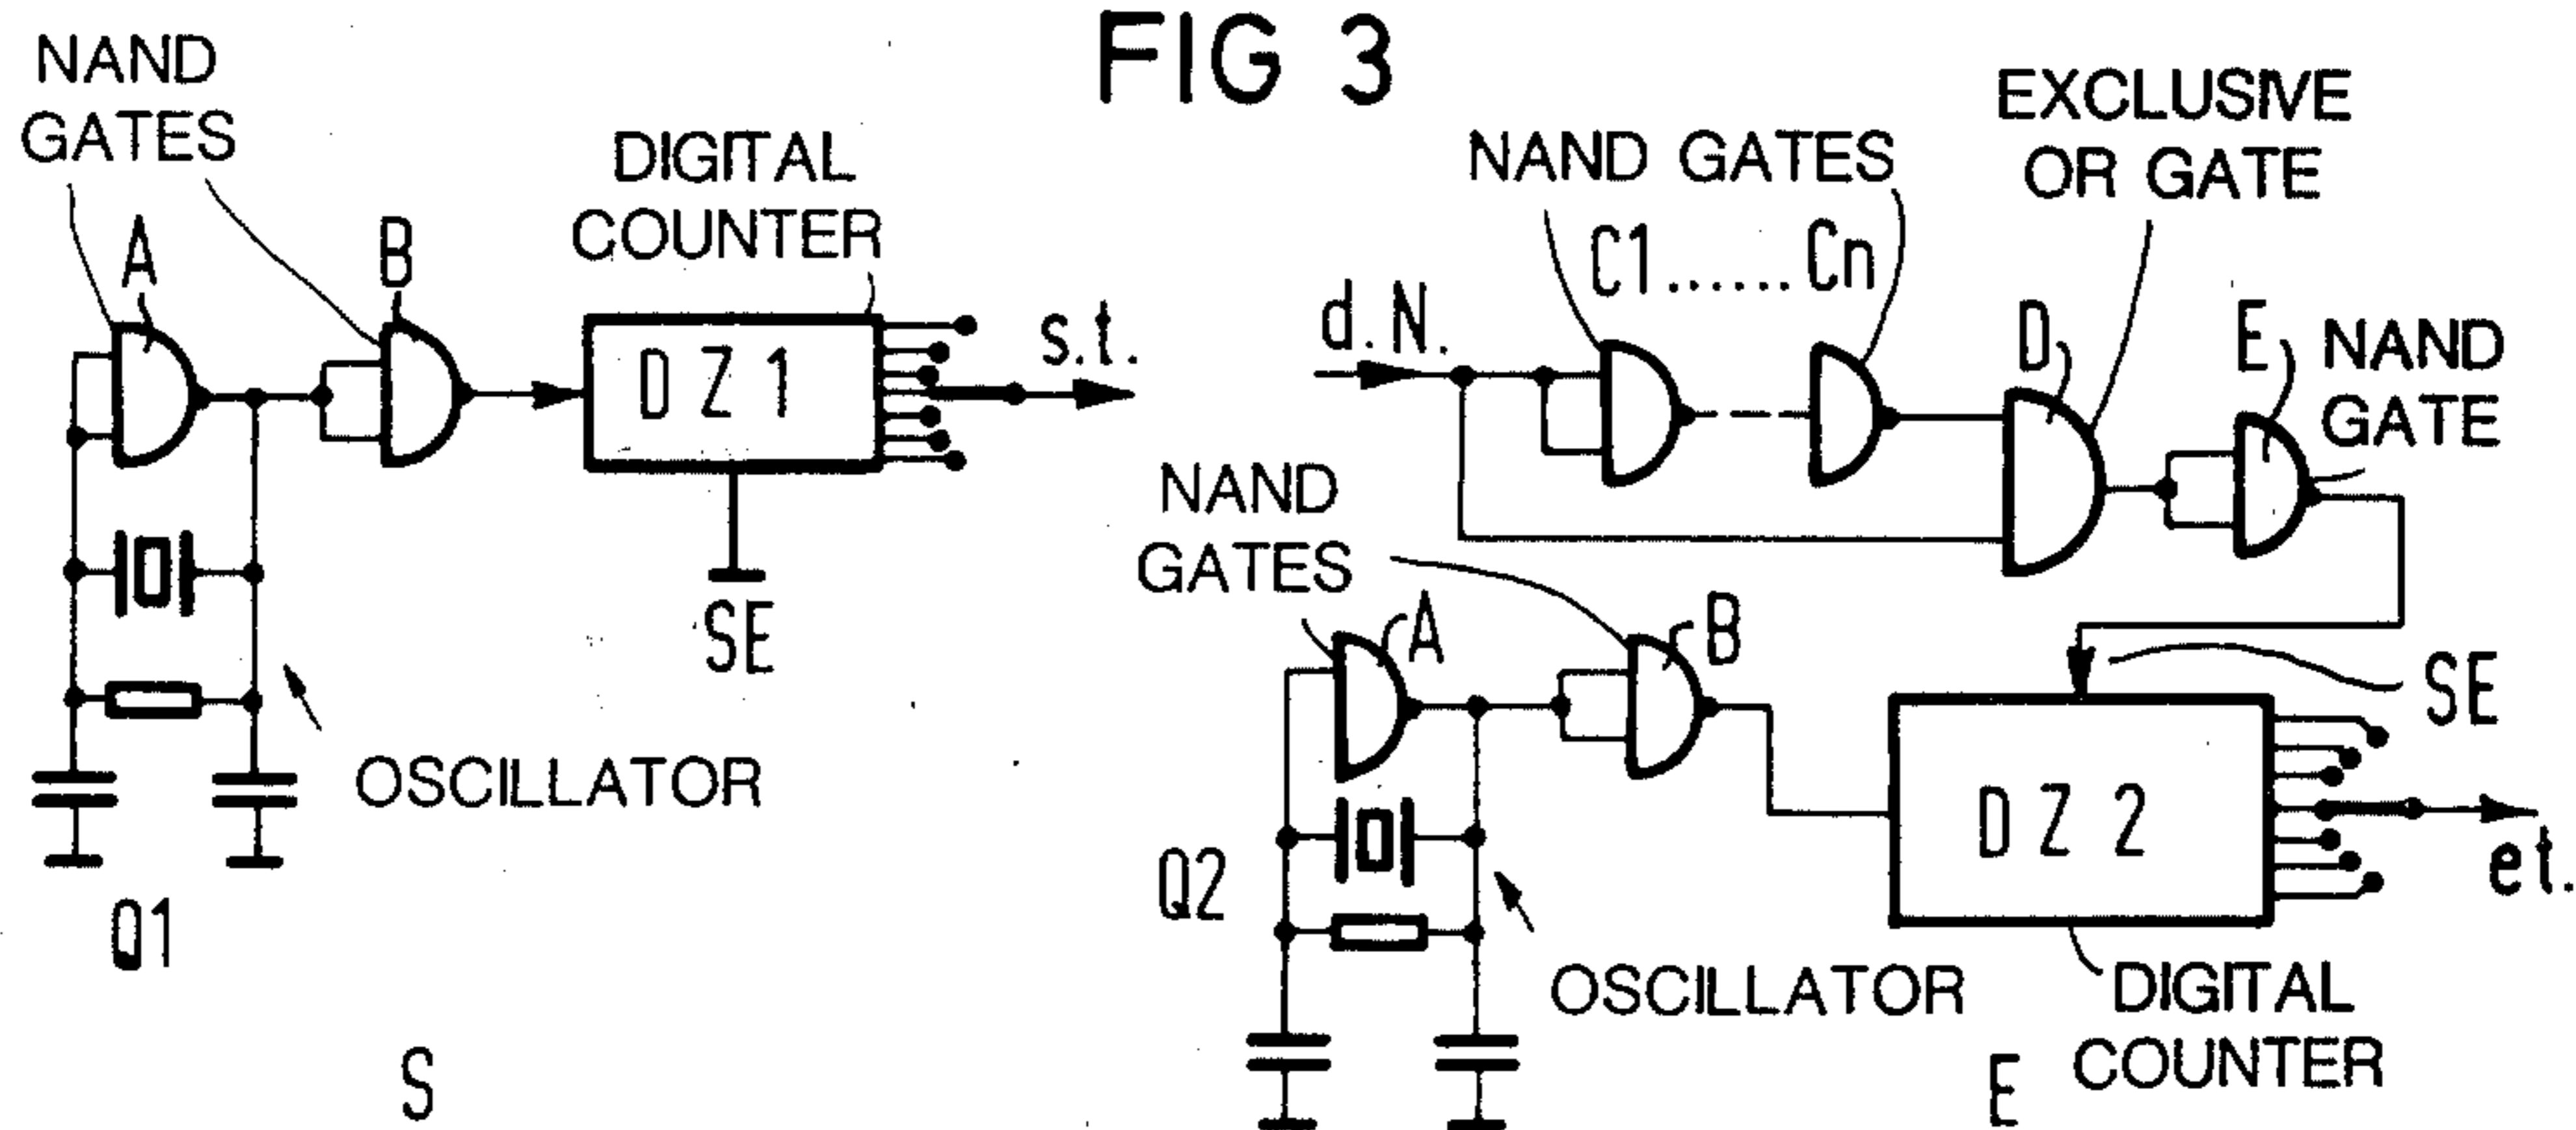 FIG 3
NAND
GATES
A
B
DIGITAL
COUNTER
DZ1
s.t.
SE
OSCILLATOR
Q1
S
NAND GATES
C1......Cn
EXCLUSIVE
OR GATE
d.N.
D
E
NAND
GATE
NAND
GATES
A
B
SE
DZ2
et.
Q2
OSCILLATOR
DIGITAL
COUNTER
E